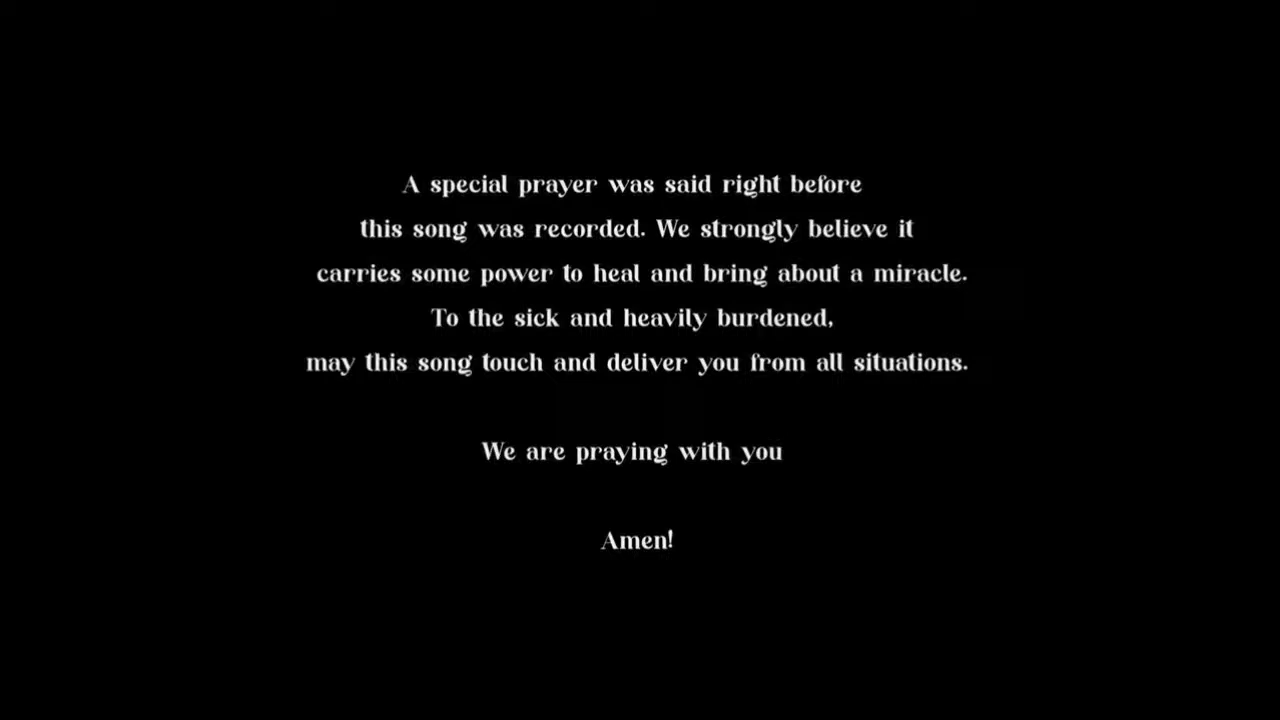 A special prayer was said right before
this song was recorded. We strongly believe it
carries some power to heal and bring about a miracle.
To the sick and heavily burdened,
may this song touch and deliver you from all situations.
We are praying with you
Amen!